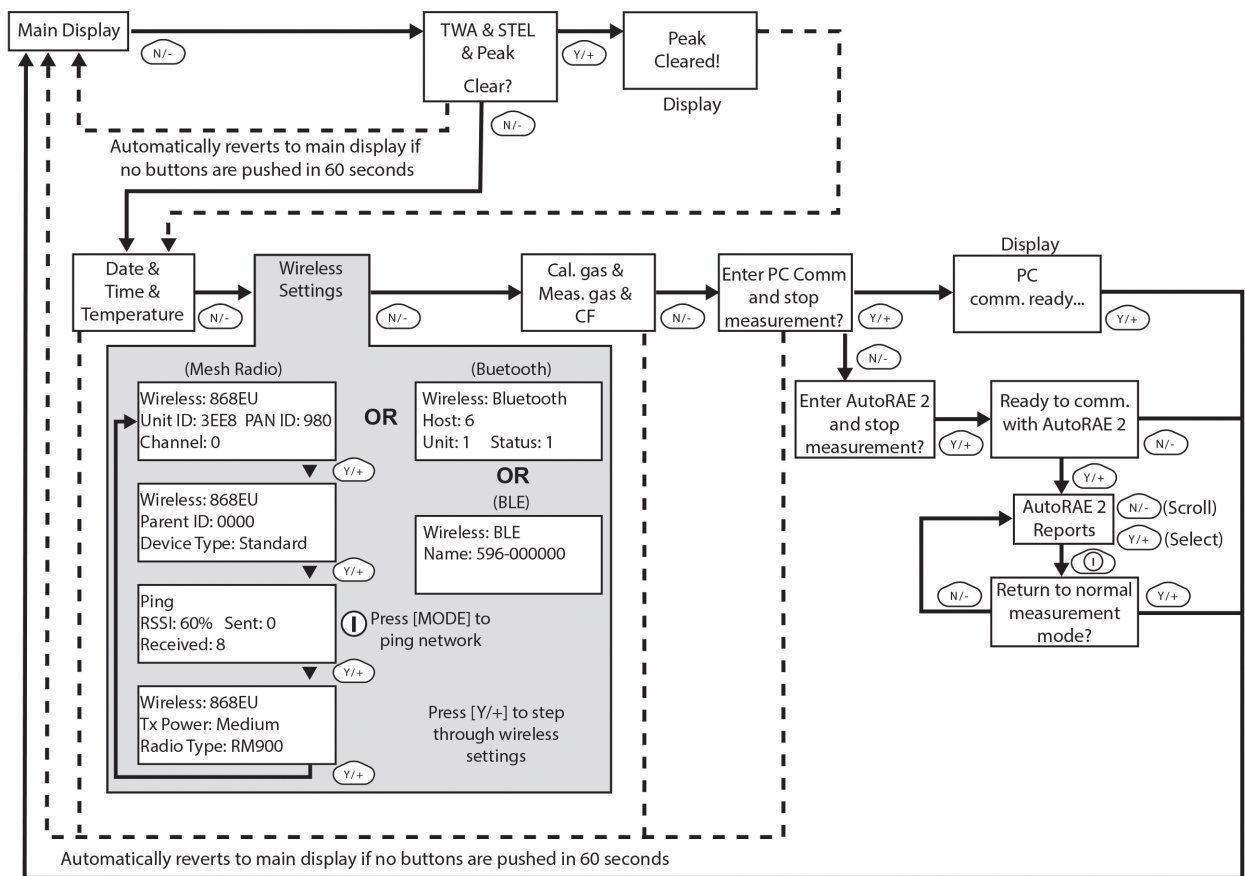 Main Display
N/-
TWA & STEL
& Peak
Clear?
Y/+
Peak
Cleared!
Display
N/-
Automatically reverts to main display if
no buttons are pushed in 60 seconds
Date &
Time &
Temperature
N/-
Wireless
Settings
N/-
Cal. gas &
Meas. gas &
CF
N/-
Enter PC Comm
and stop
measurement?
Y/+
Display
PC
comm. ready...
Y/+
N/-
Enter AutoRAE 2
and stop
measurement?
Y/+
Ready to comm.
with AutoRAE 2
N/-
Y/+
AutoRAE 2
Reports
N/- (Scroll)
Y/+ (Select)
N/-
Return to normal
measurement
mode?
Y/+
(Mesh Radio)
Wireless: 868EU
Unit ID: 3EE8 PAN ID: 980
Channel: 0
Y/+
Wireless: 868EU
Parent ID: 0000
Device Type: Standard
Y/+
Ping
RSSI: 60% Sent: 0
Received: 8
Y/+
Wireless: 868EU
Tx Power: Medium
Radio Type: RM900
Y/+
OR
(Buetooth)
Wireless: Bluetooth
Host: 6
Unit: 1 Status: 1
OR
(BLE)
Wireless: BLE
Name: 596-000000
Press [MODE] to
ping network
Press [Y/+] to step
through wireless
settings
Automatically reverts to main display if no buttons are pushed in 60 seconds